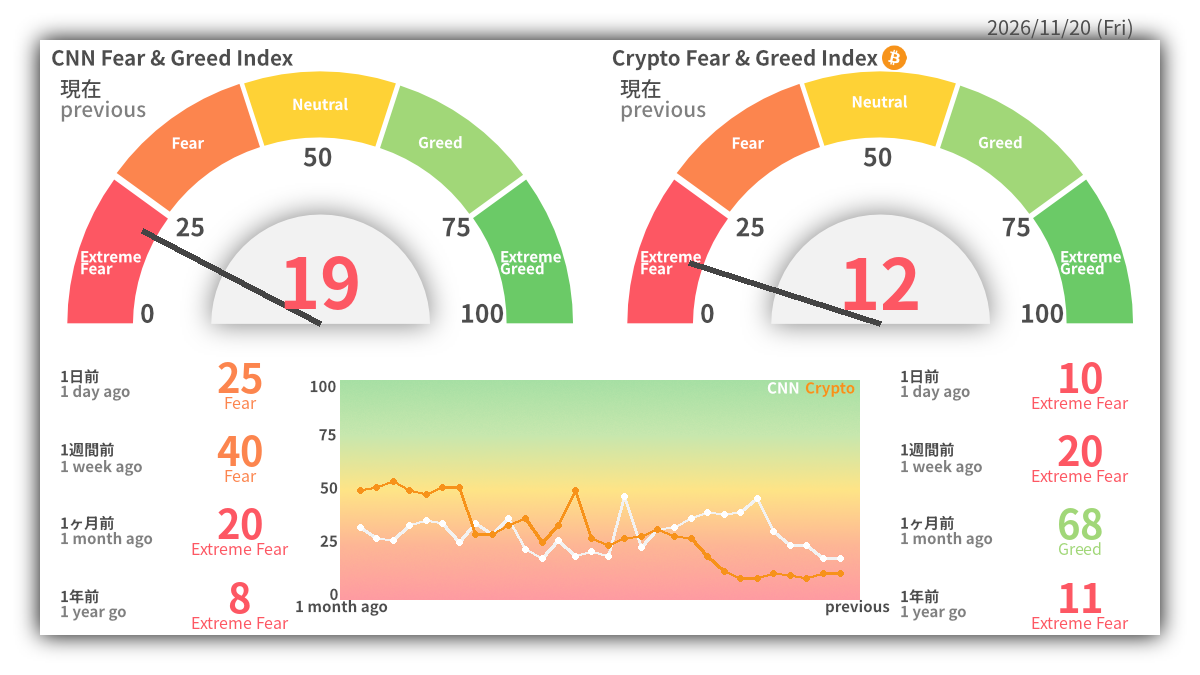 2026/11/20 (Fri)
CNN Fear & Greed Index
現在
previous
Extreme
Fear
Fear
Neutral
Greed
Extreme
Greed
0
25
50
75
100
19
Crypto Fear & Greed Index
現在
previous
Extreme
Fear
Fear
Neutral
Greed
Extreme
Greed
0
25
50
75
100
12
1日前
1 day ago
25
Fear
1週間前
1 week ago
40
Fear
1ヶ月前
1 month ago
20
Extreme Fear
1年前
1 year go
8
Extreme Fear
CNN Crypto
100
75
50
25
0
1 month ago
previous
1日前
1 day ago
10
Extreme Fear
1週間前
1 week ago
20
Extreme Fear
1ヶ月前
1 month ago
68
Greed
1年前
1 year go
11
Extreme Fear